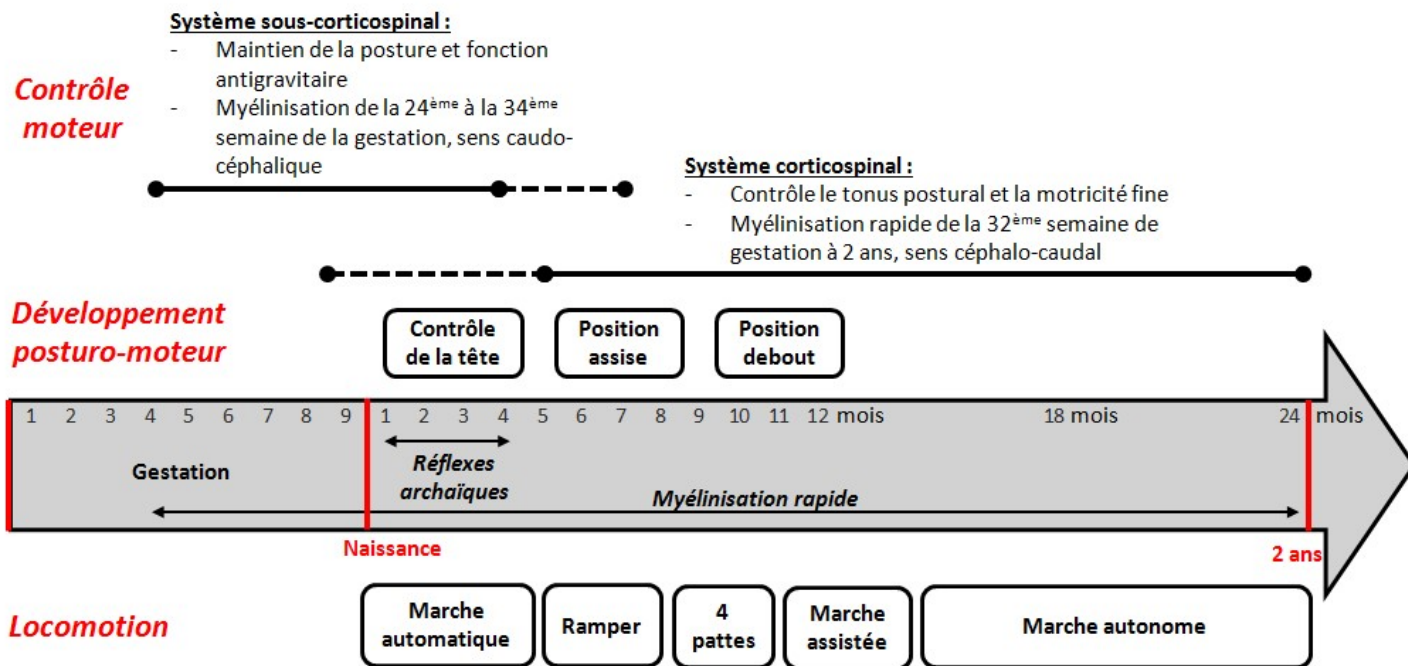 Système sous-corticospinal :
- Maintien de la posture et fonction
antigravitaire
- Myélinisation de la 24ème à la 34ème
semaine de la gestation, sens caudo-
céphalique
Contrôle
moteur
Système corticospinal :
- Contrôle le tonus postural et la motricité fine
- Myélinisation rapide de la 32ème semaine de
gestation à 2 ans, sens céphalo-caudal
Développement
posturo-moteur
Contrôle
de la tête
Position
assise
Position
debout
1 2 3 4 5 6 7 8 9 1 2 3 4 5 6 7 8 9 10 11 12 mois 18 mois 24 mois
Gestation
Réflexes
archaïques
Myélinisation rapide
Naissance
2 ans
Locomotion
Marche
automatique
Ramper
4
pattes
Marche
assistée
Marche autonome